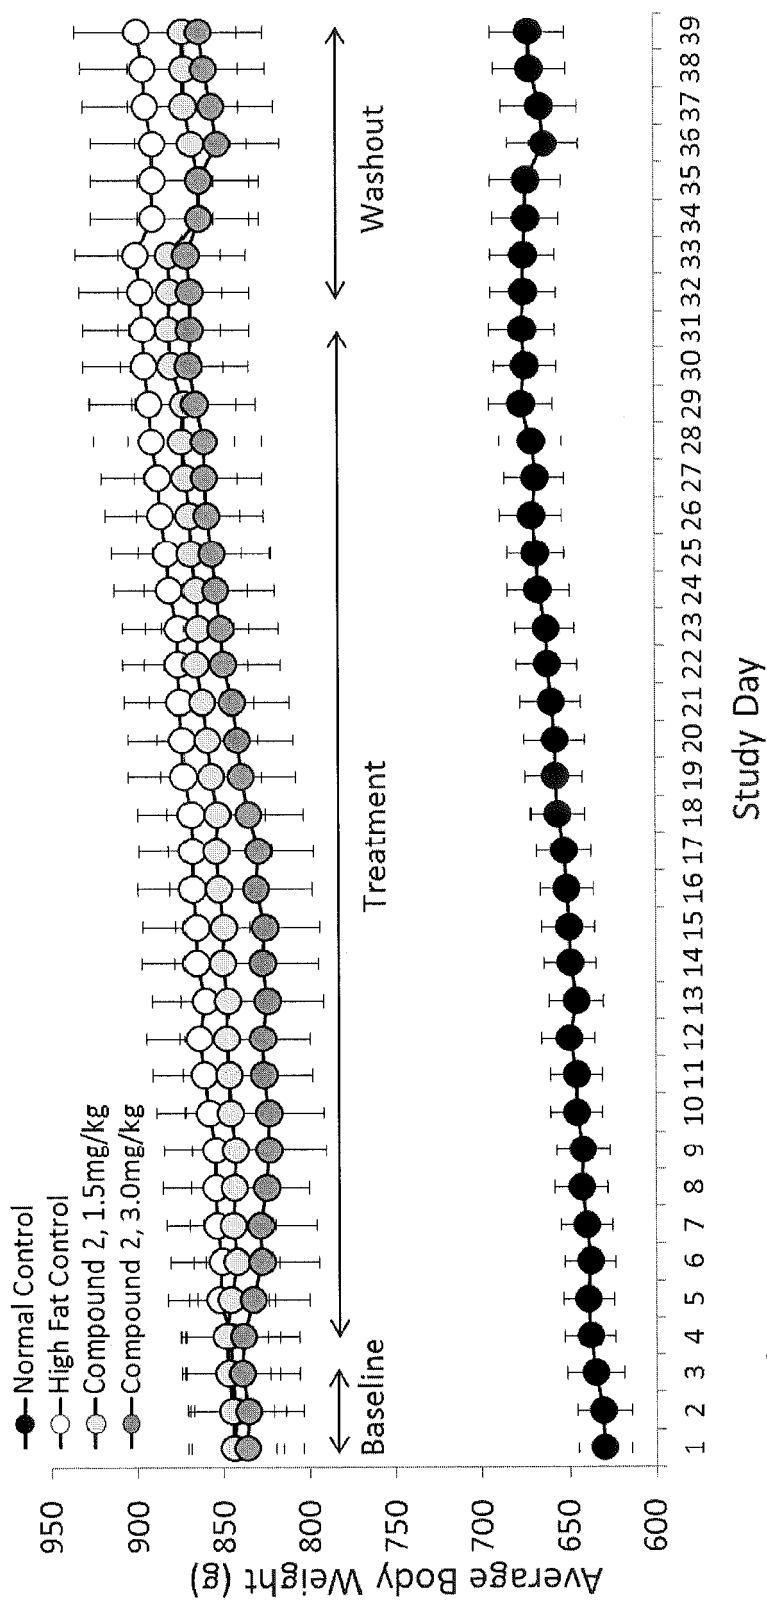 Normal Control
High Fat Control
Compound 2, 1.5mg/kg
Compound 2, 3.0mg/kg
Average Body Weight (g)
950
900
850
800
750
700
650
600
Baseline
Treatment
Washout
1 2 3 4 5 6 7 8 9 10 11 12 13 14 15 16 17 18 19 20 21 22 23 24 25 26 27 28 29 30 31 32 33 34 35 36 37 38 39
Study Day